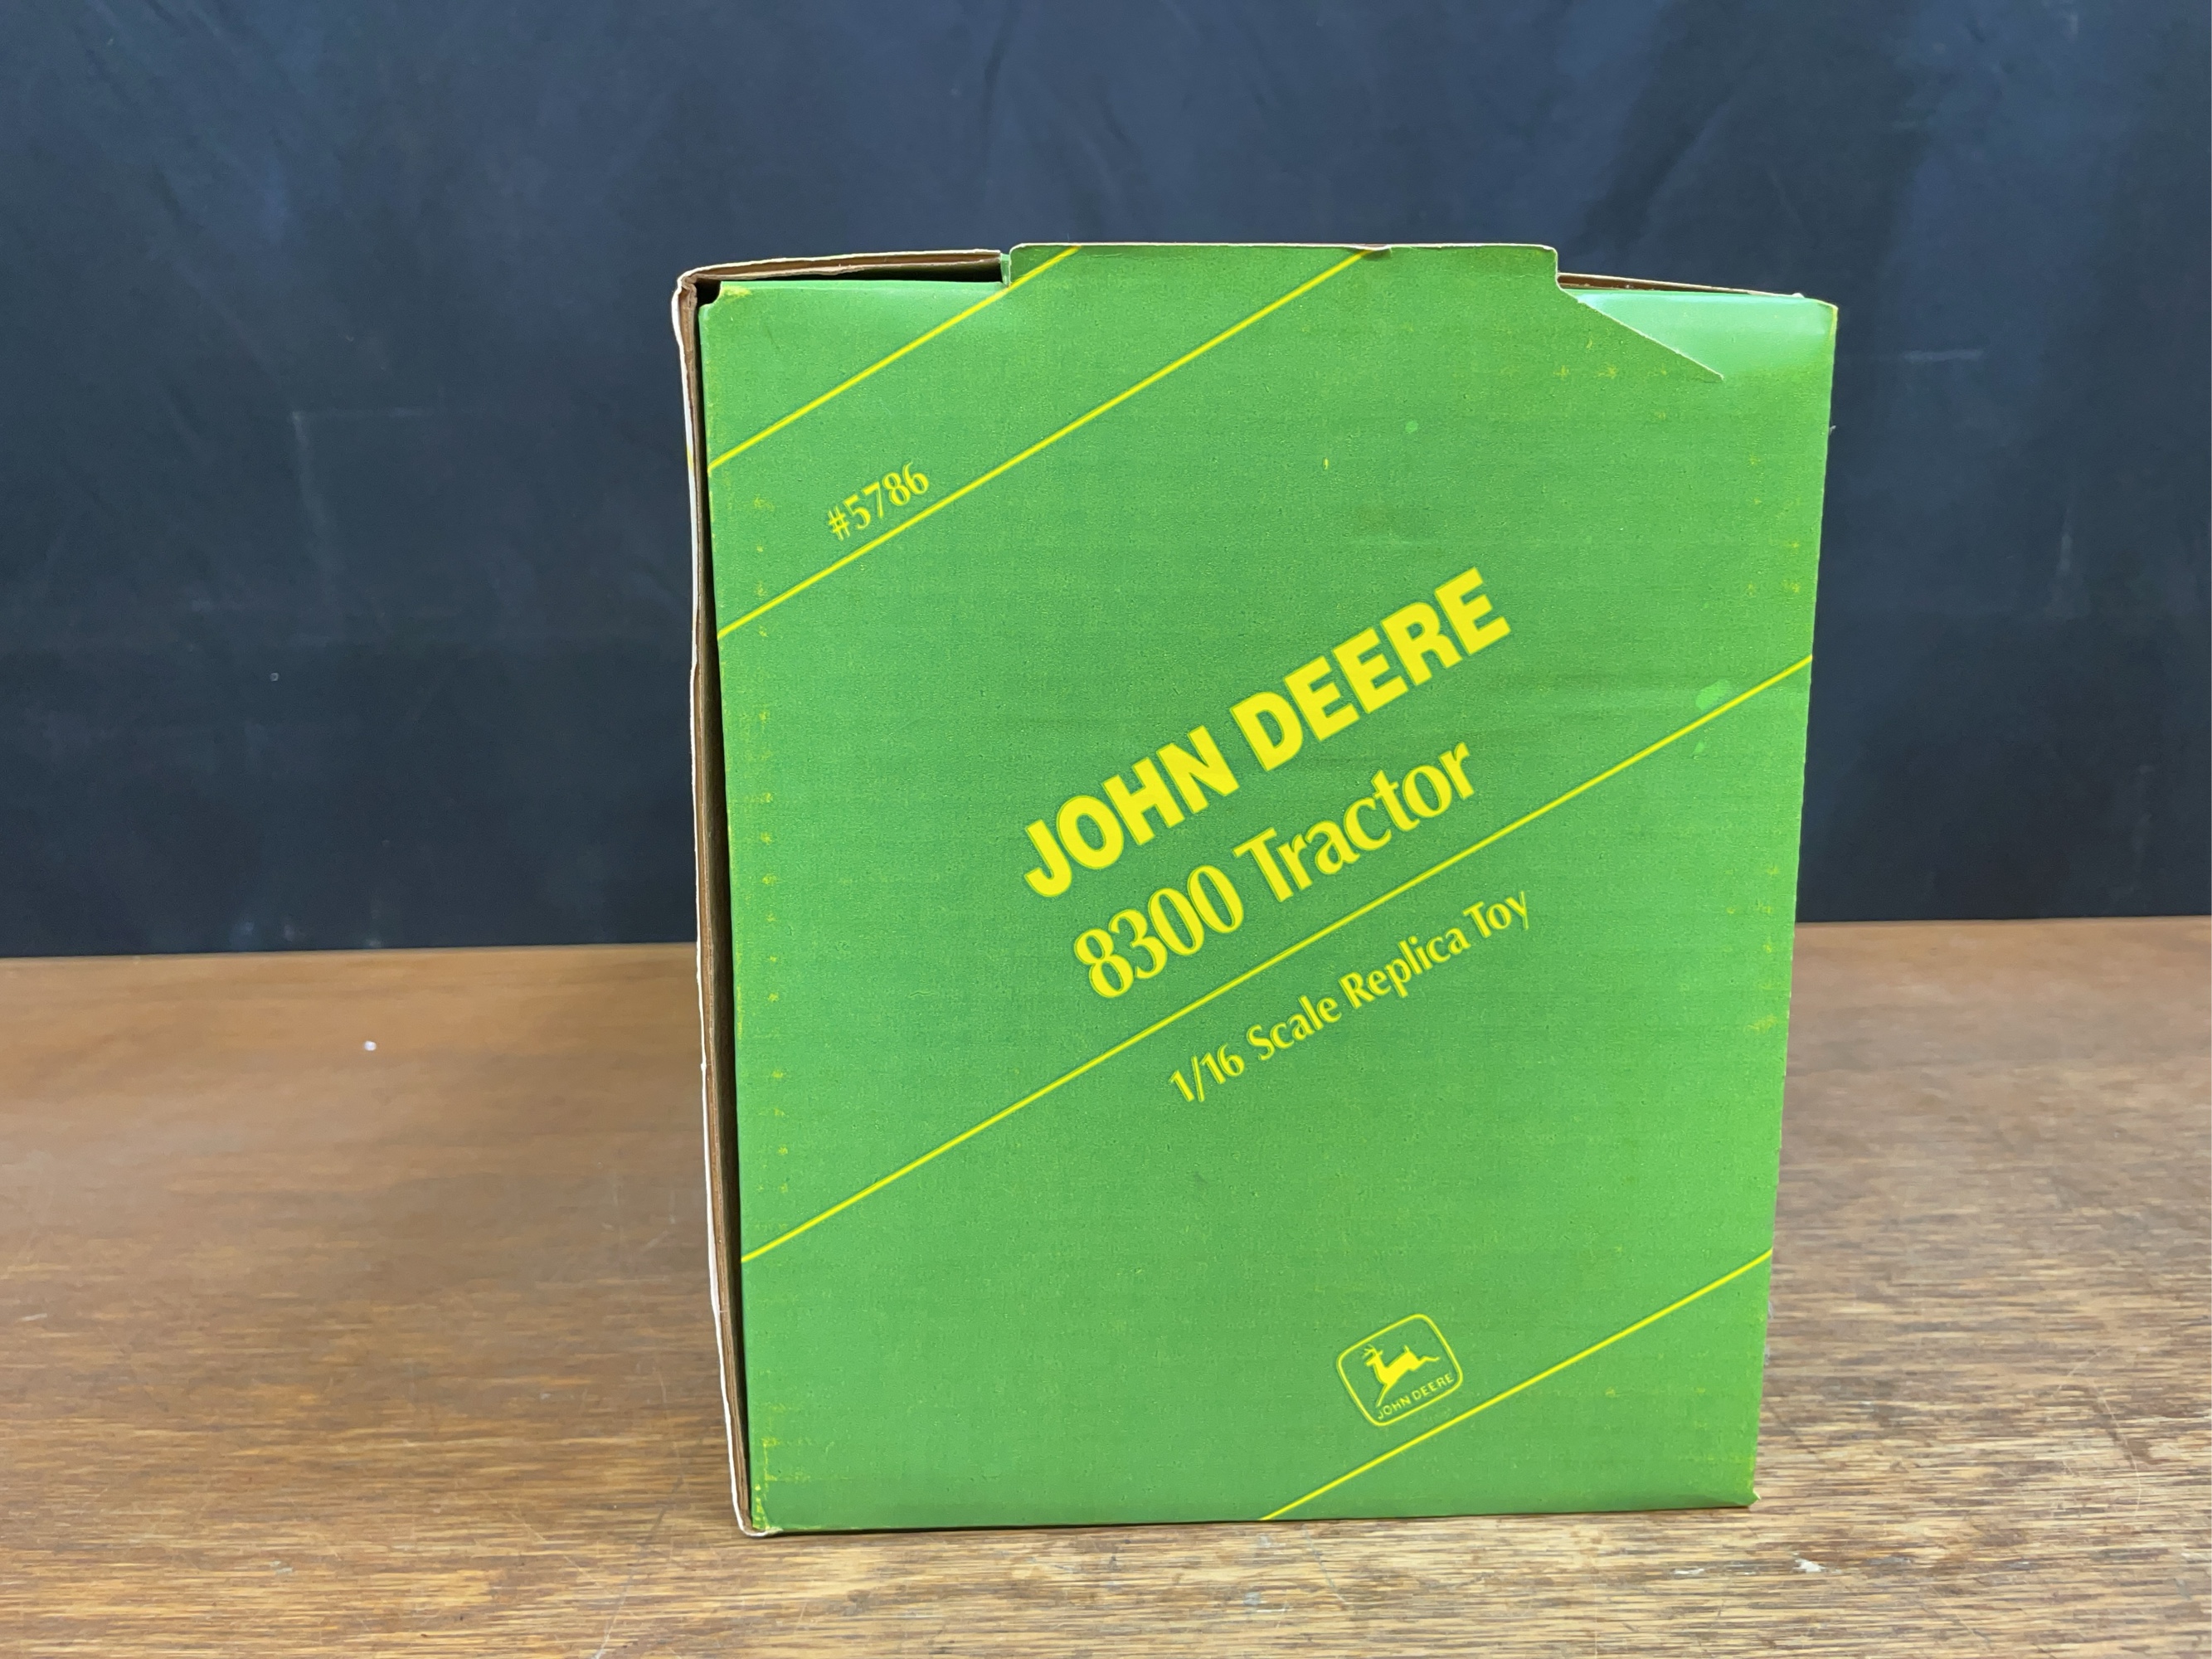 #5786
JOHN DEERE
8300 Tractor
1/16 Scale Replica Toy
JOHN DEERE